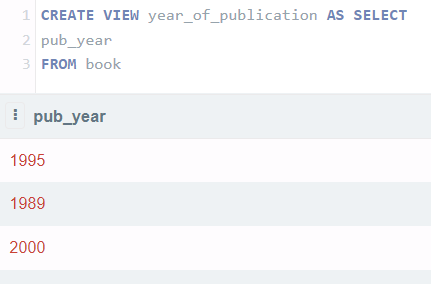 1 CREATE VIEW year_of_publication AS SELECT
2 pub_year
3 FROM book
pub_year
1995
1989
2000